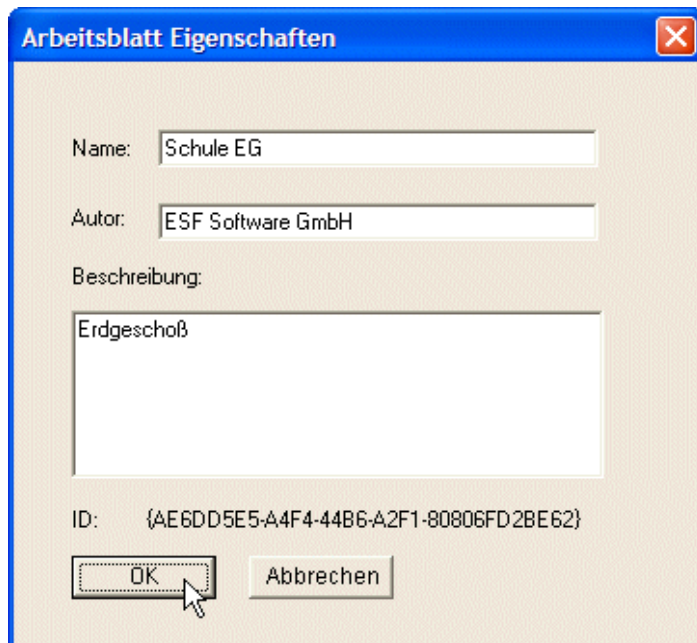 Arbeitsblatt Eigenschaften
Name: Schule EG
Autor: ESF Software GmbH
Beschreibung:
Erdgeschoß
ID: {AE6DD5E5-A4F4-44B6-A2F1-80806FD2BE62}
OK Abbrechen